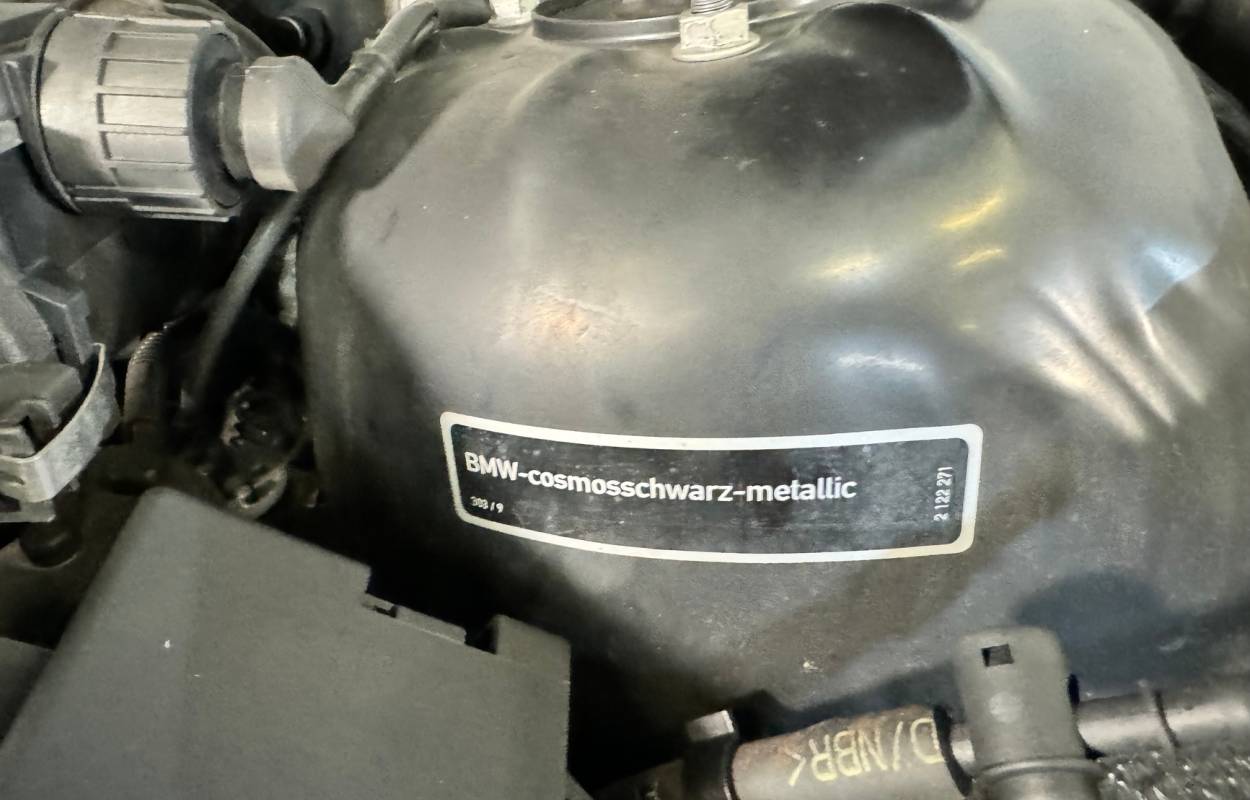 BMW-cosmosschwarz-metallic
303 / 9
2 122 271
D/NBR<